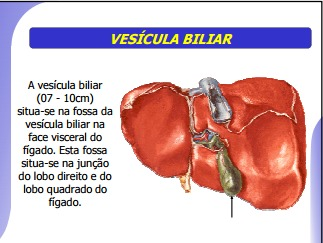 VESÍCULA BILIAR
A vesícula biliar
(07 - 10cm)
situa-se na fossa da
vesícula biliar na
face visceral do
fígado. Esta fossa
situa-se na junção
do lobo direito e do
lobo quadrado do
fígado.